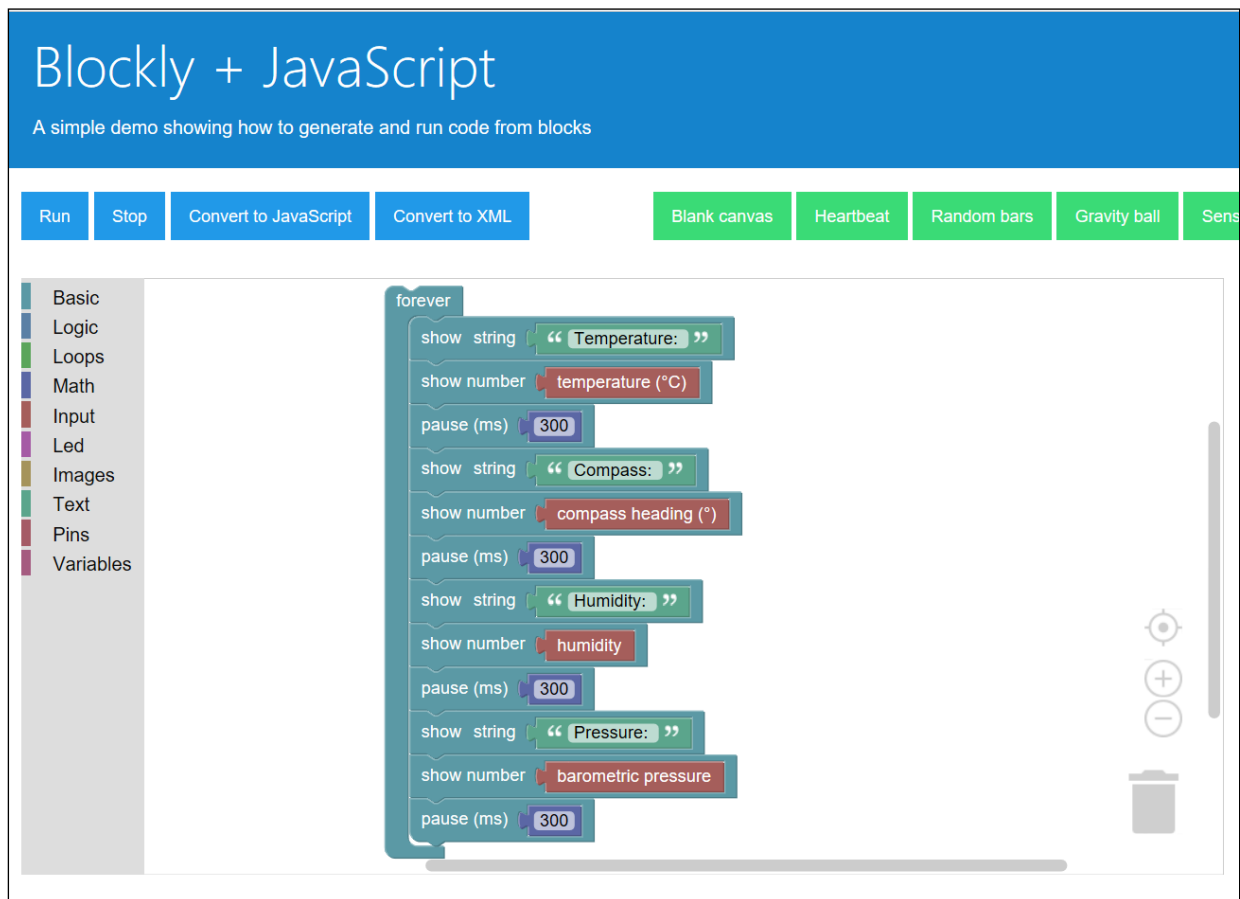 Blockly + JavaScript
A simple demo showing how to generate and run code from blocks
Run Stop Convert to JavaScript Convert to XML Blank canvas Heartbeat Random bars Gravity ball Sens
Basic
Logic
Loops
Math
Input
Led
Images
Text
Pins
Variables
forever
show string “ Temperature: ”
show number temperature (°C)
pause (ms) 300
show string “ Compass: ”
show number compass heading (°)
pause (ms) 300
show string “ Humidity: ”
show number humidity
pause (ms) 300
show string “ Pressure: ”
show number barometric pressure
pause (ms) 300